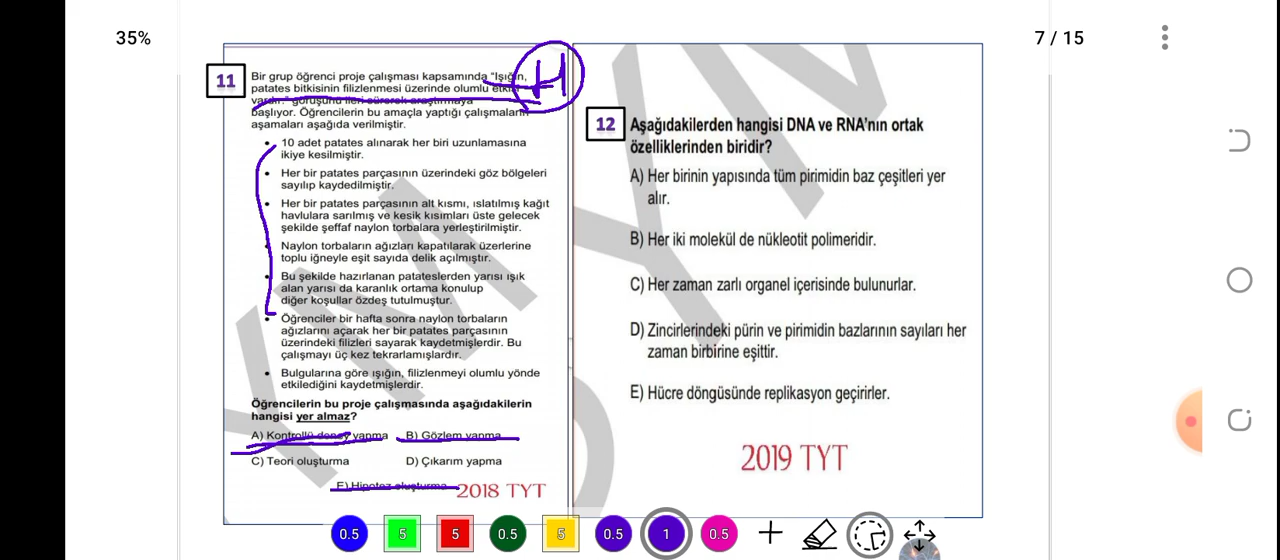 35%
7 / 15
11
Bir grup öğrenci proje çalışması kapsamında "Işığın,
patates bitkisinin filizlenmesi üzerinde olumlu etkisi
vardır." görüşünü ileri sürerek araştırmaya
başlıyor. Öğrencilerin bu amaçla yaptığı çalışmaların
aşamaları aşağıda verilmiştir.
• 10 adet patates alınarak her biri uzunlamasına
ikiye kesilmiştir.
• Her bir patates parçasının üzerindeki göz bölgeleri
sayılıp kaydedilmiştir.
• Her bir patates parçasının alt kısmı, ıslatılmış kağıt
havlulara sarılmış ve kesik kısımları üste gelecek
şekilde şeffaf naylon torbalara yerleştirilmiştir.
• Naylon torbaların ağızları kapatılarak üzerlerine
toplu iğneyle eşit sayıda delik açılmıştır.
• Bu şekilde hazırlanan patateslerden yarısı ışık
alan yarısı da karanlık ortama konulup
diğer koşullar özdeş tutulmuştur.
• Öğrenciler bir hafta sonra naylon torbaların
ağızlarını açarak her bir patates parçasının
üzerindeki filizleri sayarak kaydetmişlerdir. Bu
çalışmayı üç kez tekrarlamışlardır.
• Bulgularına göre ışığın, filizlenmeyi olumlu yönde
etkilediğini kaydetmişlerdir.
Öğrencilerin bu proje çalışmasında aşağıdakilerin
hangisi yer almaz?
A) Kontrollü deney yapma B) Gözlem yapma
C) Teori oluşturma D) Çıkarım yapma
E) Hipotez oluşturma
2018 TYT
H
12
Aşağıdakilerden hangisi DNA ve RNA'nın ortak
özelliklerinden biridir?
A) Her birinin yapısında tüm pirimidin baz çeşitleri yer
alır.
B) Her iki molekül de nükleotit polimeridir.
C) Her zaman zarlı organel içerisinde bulunurlar.
D) Zincirlerindeki pürin ve pirimidin bazlarının sayıları her
zaman birbirine eşittir.
E) Hücre döngüsünde replikasyon geçirirler.
2019 TYT
0.5 5 5 0.5 5 0.5 1 0.5